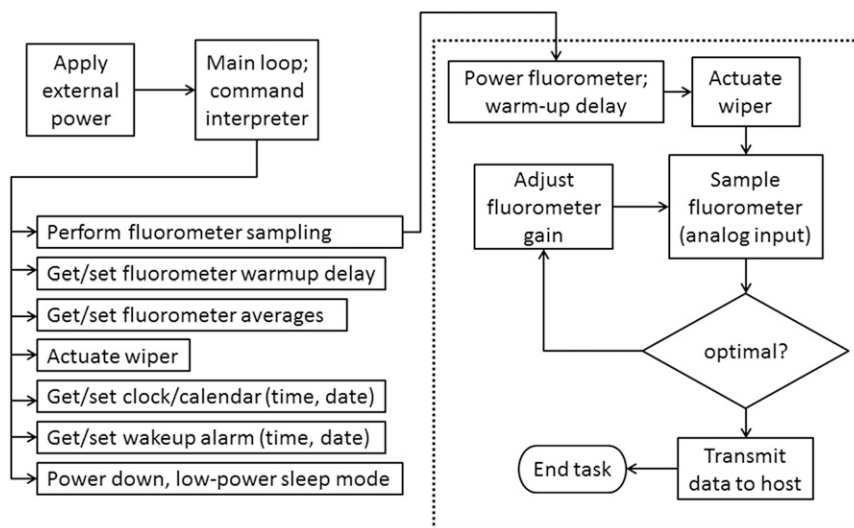 Apply
external
power
Main loop;
command
interpreter
Perform fluorometer sampling
Get/set fluorometer warmup delay
Get/set fluorometer averages
Actuate wiper
Get/set clock/calendar (time, date)
Get/set wakeup alarm (time, date)
Power down, low-power sleep mode
Power fluorometer;
warm-up delay
Actuate
wiper
Adjust
fluorometer
gain
Sample
fluorometer
(analog input)
optimal?
Transmit
data to host
End task